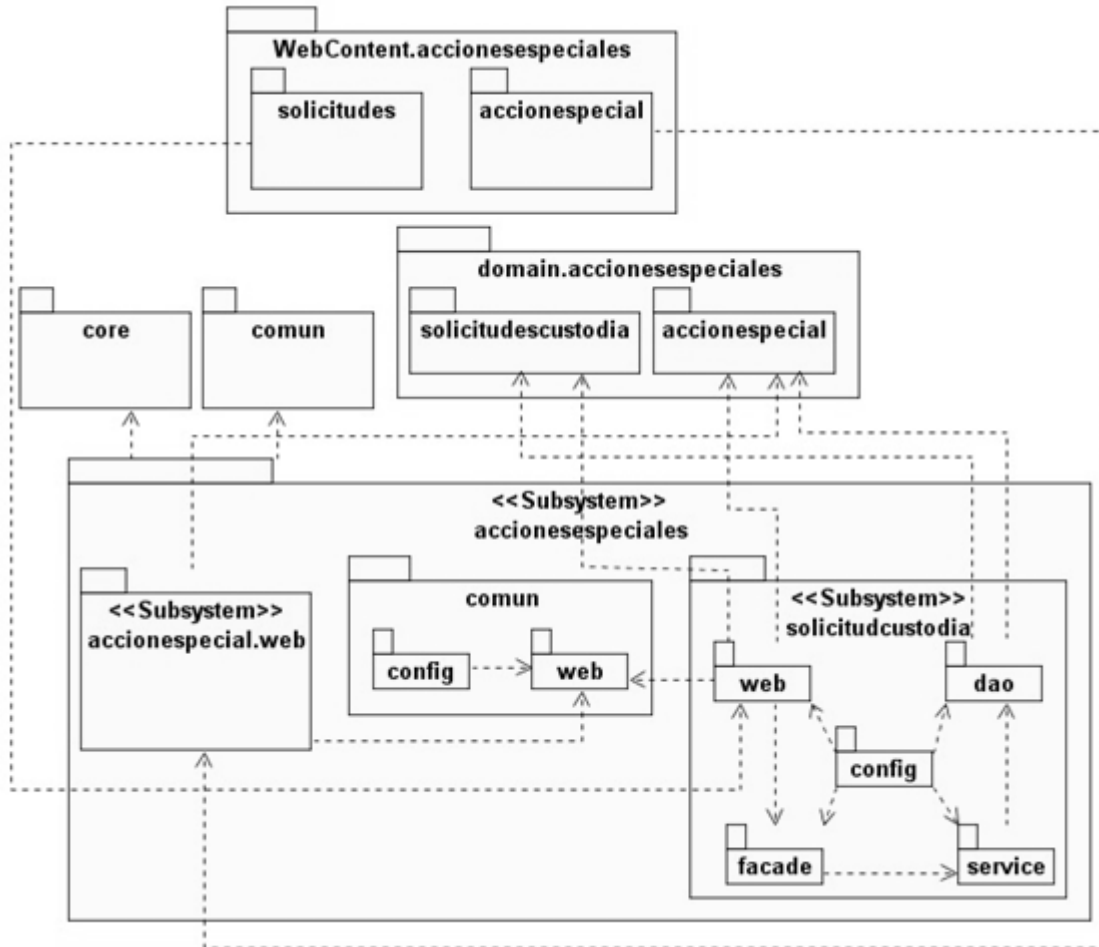 WebContent.accionesespeciales
solicitudes
accionespecial
domain.accionesespeciales
solicitudescustodia
accionespecial
core
comun
<<Subsystem>>
accionesespeciales
<<Subsystem>>
accionespecial.web
comun
config
web
<<Subsystem>>
solicitudcustodia
web
dao
config
facade
service